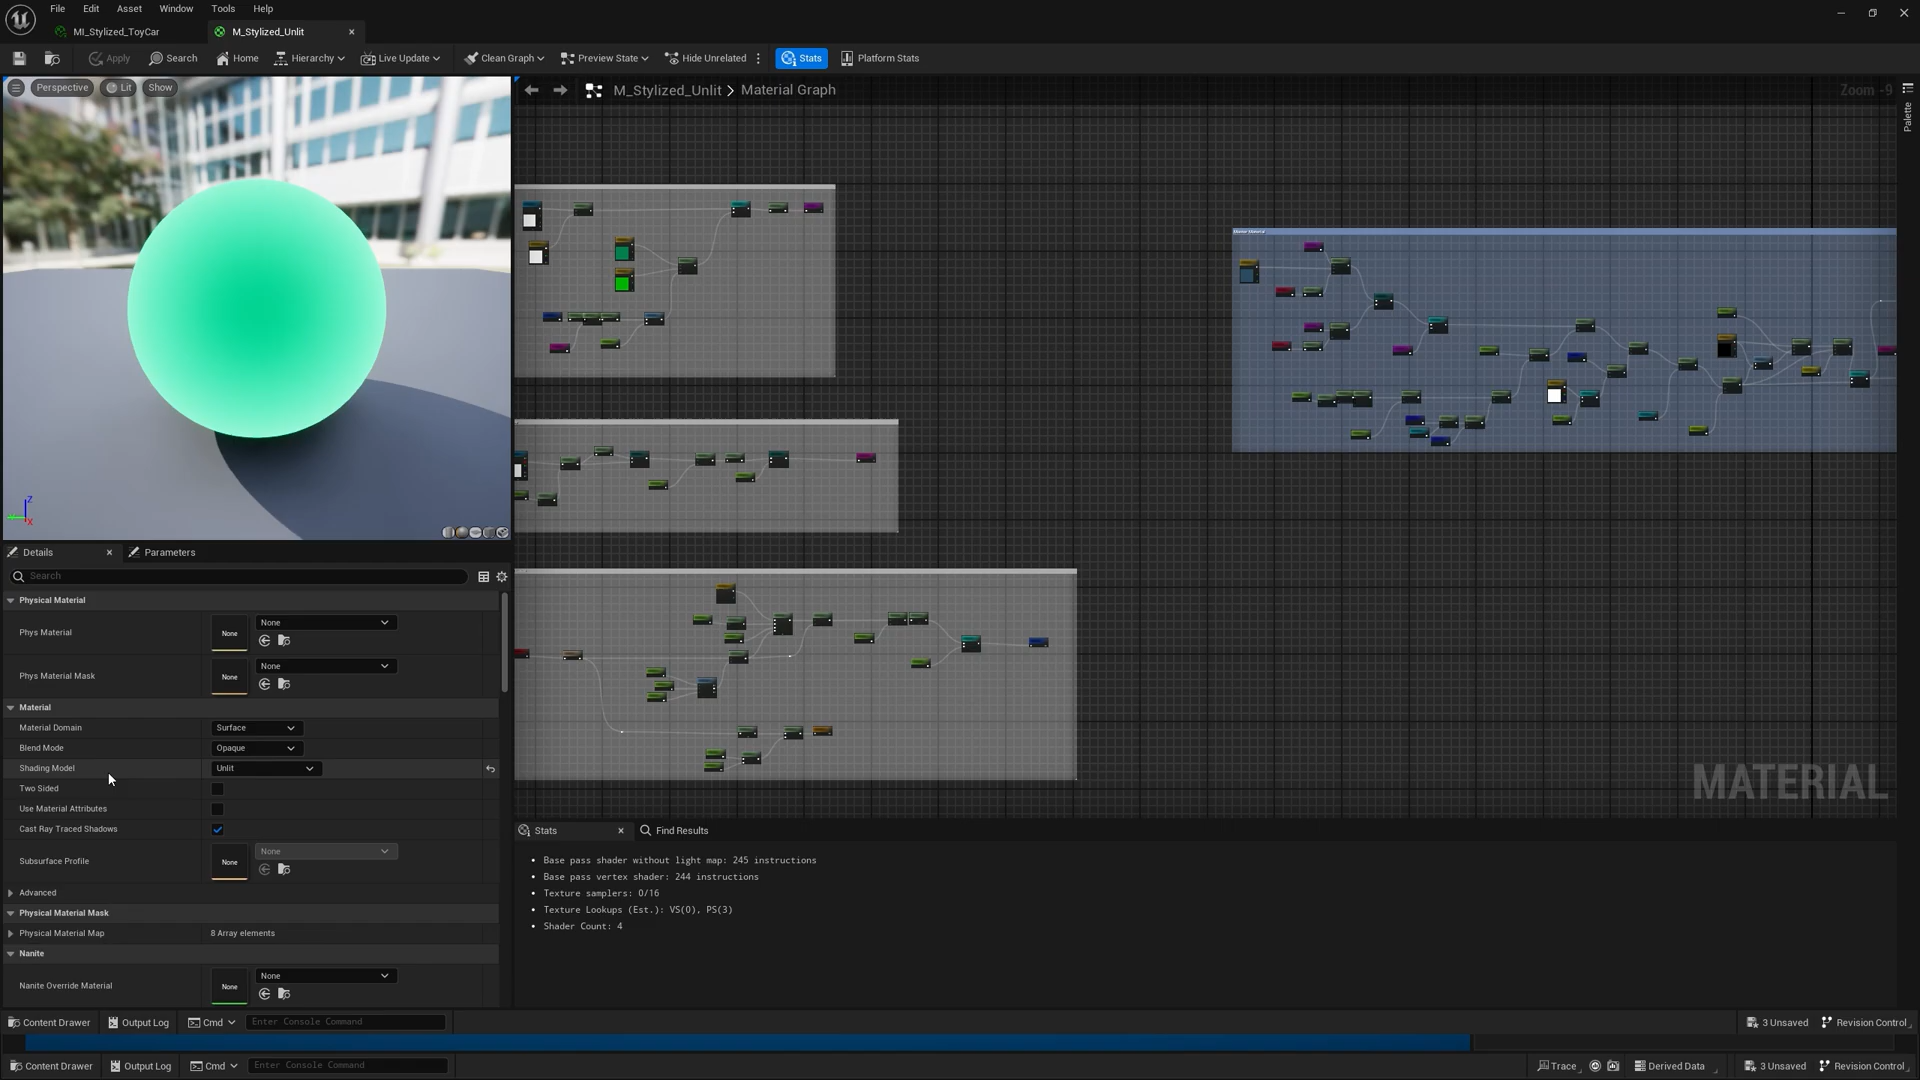 File Edit Asset Window Tools Help
MI_Stylized_ToyCar M_Stylized_Unlit
Apply Search Home Hierarchy Live Update Clean Graph Preview State Hide Unrelated Stats Platform Stats
Perspective Lit Show
M_Stylized_Unlit > Material Graph
Zoom -9
Palette
Z
X
MATERIAL
Details Parameters
Search
Physical Material
Phys Material None None
Phys Material Mask None None
Material
Material Domain Surface
Blend Mode Opaque
Shading Model Unlit
Two Sided
Use Material Attributes
Cast Ray Traced Shadows
Subsurface Profile None None
Advanced
Physical Material Mask
Physical Material Map 8 Array elements
Nanite
Nanite Override Material None None
Stats Find Results
• Base pass shader without light map: 245 instructions
• Base pass vertex shader: 244 instructions
• Texture samplers: 0/16
• Texture Lookups (Est.): VS(0), PS(3)
• Shader Count: 4
Content Drawer Output Log Cmd Enter Console Command 3 Unsaved Revision Control
Content Drawer Output Log Cmd Enter Console Command Trace Derived Data 3 Unsaved Revision Control